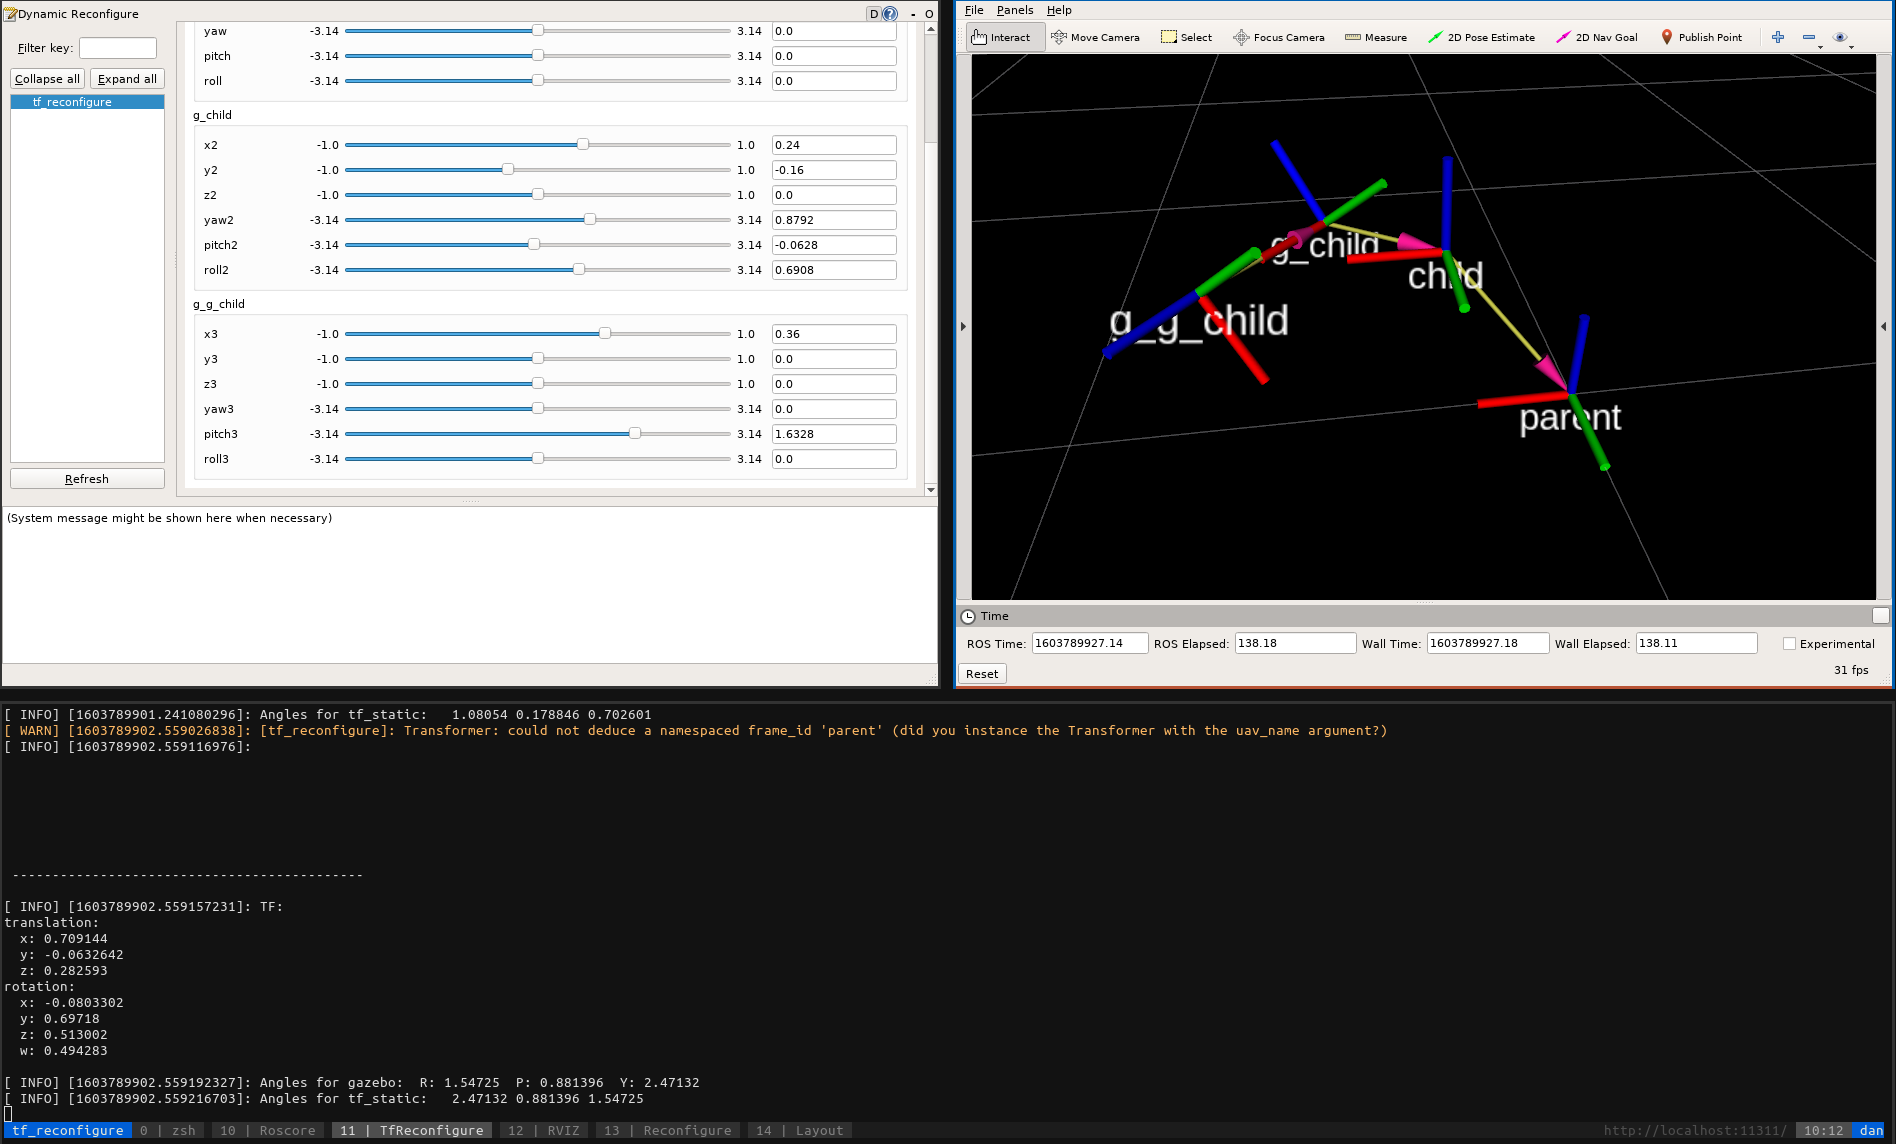 Dynamic Reconfigure D - O
Filter key:
Collapse all Expand all
tf_reconfigure
Refresh
yaw -3.14 3.14 0.0
pitch -3.14 3.14 0.0
roll -3.14 3.14 0.0
g_child
x2 -1.0 1.0 0.24
y2 -1.0 1.0 -0.16
z2 -1.0 1.0 0.0
yaw2 -3.14 3.14 0.8792
pitch2 -3.14 3.14 -0.0628
roll2 -3.14 3.14 0.6908
g_g_child
x3 -1.0 1.0 0.36
y3 -1.0 1.0 0.0
z3 -1.0 1.0 0.0
yaw3 -3.14 3.14 0.0
pitch3 -3.14 3.14 1.6328
roll3 -3.14 3.14 0.0
(System message might be shown here when necessary)
File Panels Help
Interact Move Camera Select Focus Camera Measure 2D Pose Estimate 2D Nav Goal Publish Point
g_child
child
g_g_child
parent
Time
ROS Time: 1603789927.14 ROS Elapsed: 138.18 Wall Time: 1603789927.18 Wall Elapsed: 138.11 Experimental
Reset 31 fps
[ INFO] [1603789901.241080296]: Angles for tf_static:   1.08054 0.178846 0.702601
[ WARN] [1603789902.559026838]: [tf_reconfigure]: Transformer: could not deduce a namespaced frame_id 'parent' (did you instance the Transformer with the uav_name argument?)
[ INFO] [1603789902.559116976]:
--------------------------------------------
[ INFO] [1603789902.559157231]: TF:
translation:
x: 0.709144
y: -0.0632642
z: 0.282593
rotation:
x: -0.0803302
y: 0.69718
z: 0.513002
w: 0.494283
[ INFO] [1603789902.559192327]: Angles for gazebo:  R: 1.54725  P: 0.881396  Y: 2.47132
[ INFO] [1603789902.559216703]: Angles for tf_static:   2.47132 0.881396 1.54725
tf_reconfigure 0 | zsh 10 | Roscore 11 | TfReconfigure 12 | RVIZ 13 | Reconfigure 14 | Layout http://localhost:11311/ 10:12 dan